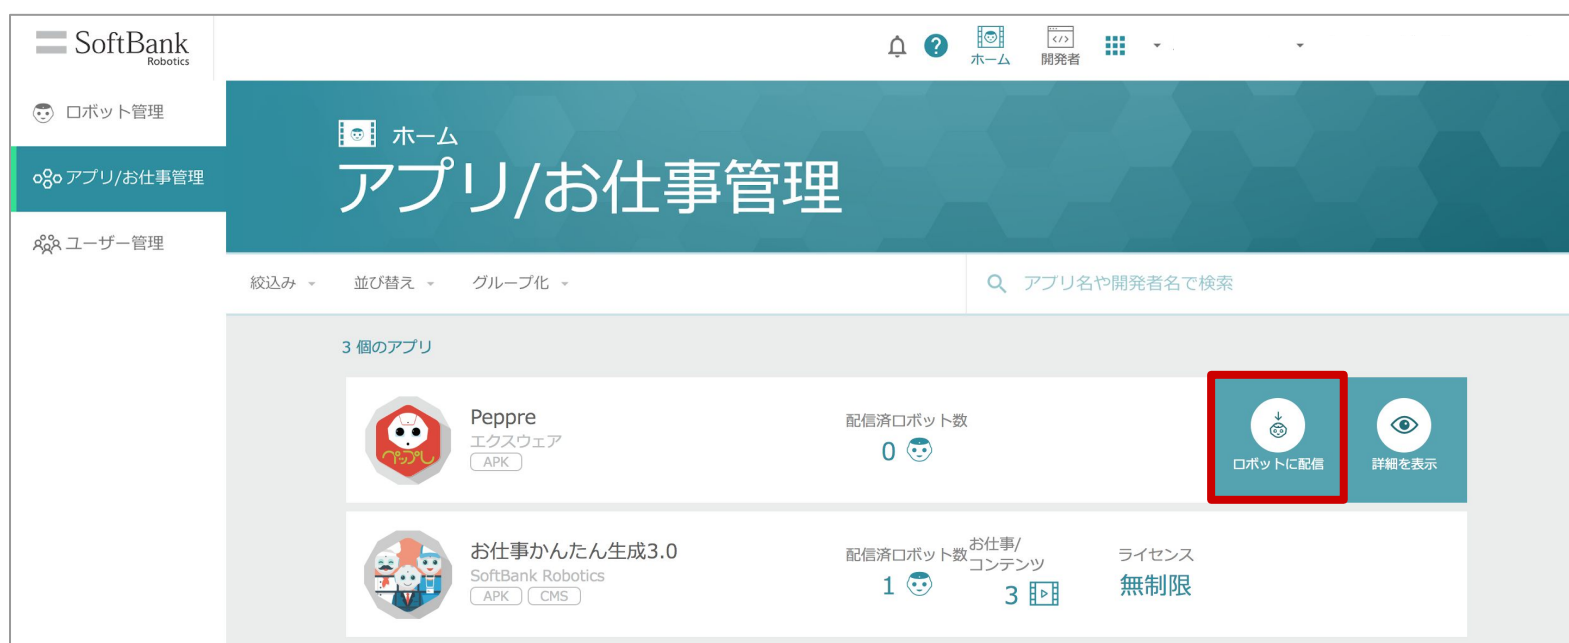 SoftBank
Robotics
ホーム
開発者
ロボット管理
アプリ/お仕事管理
ユーザー管理
ホーム
アプリ/お仕事管理
絞込み
並び替え
グループ化
アプリ名や開発者名で検索
3 個のアプリ
ペップレ
Peppre
エクスウェア
APK
配信済ロボット数
0
ロボットに配信
詳細を表示
お仕事かんたん生成3.0
SoftBank Robotics
APK
CMS
配信済ロボット数
1
お仕事/
コンテンツ
3
ライセンス
無制限